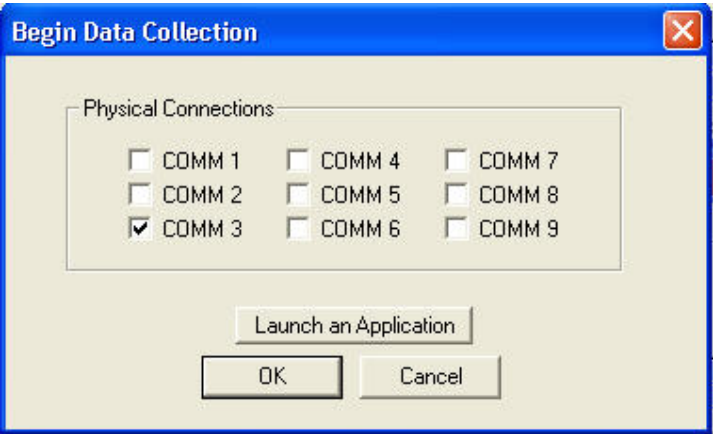 Begin Data Collection
Physical Connections
COMM 1 COMM 4 COMM 7
COMM 2 COMM 5 COMM 8
COMM 3 COMM 6 COMM 9
Launch an Application
OK Cancel